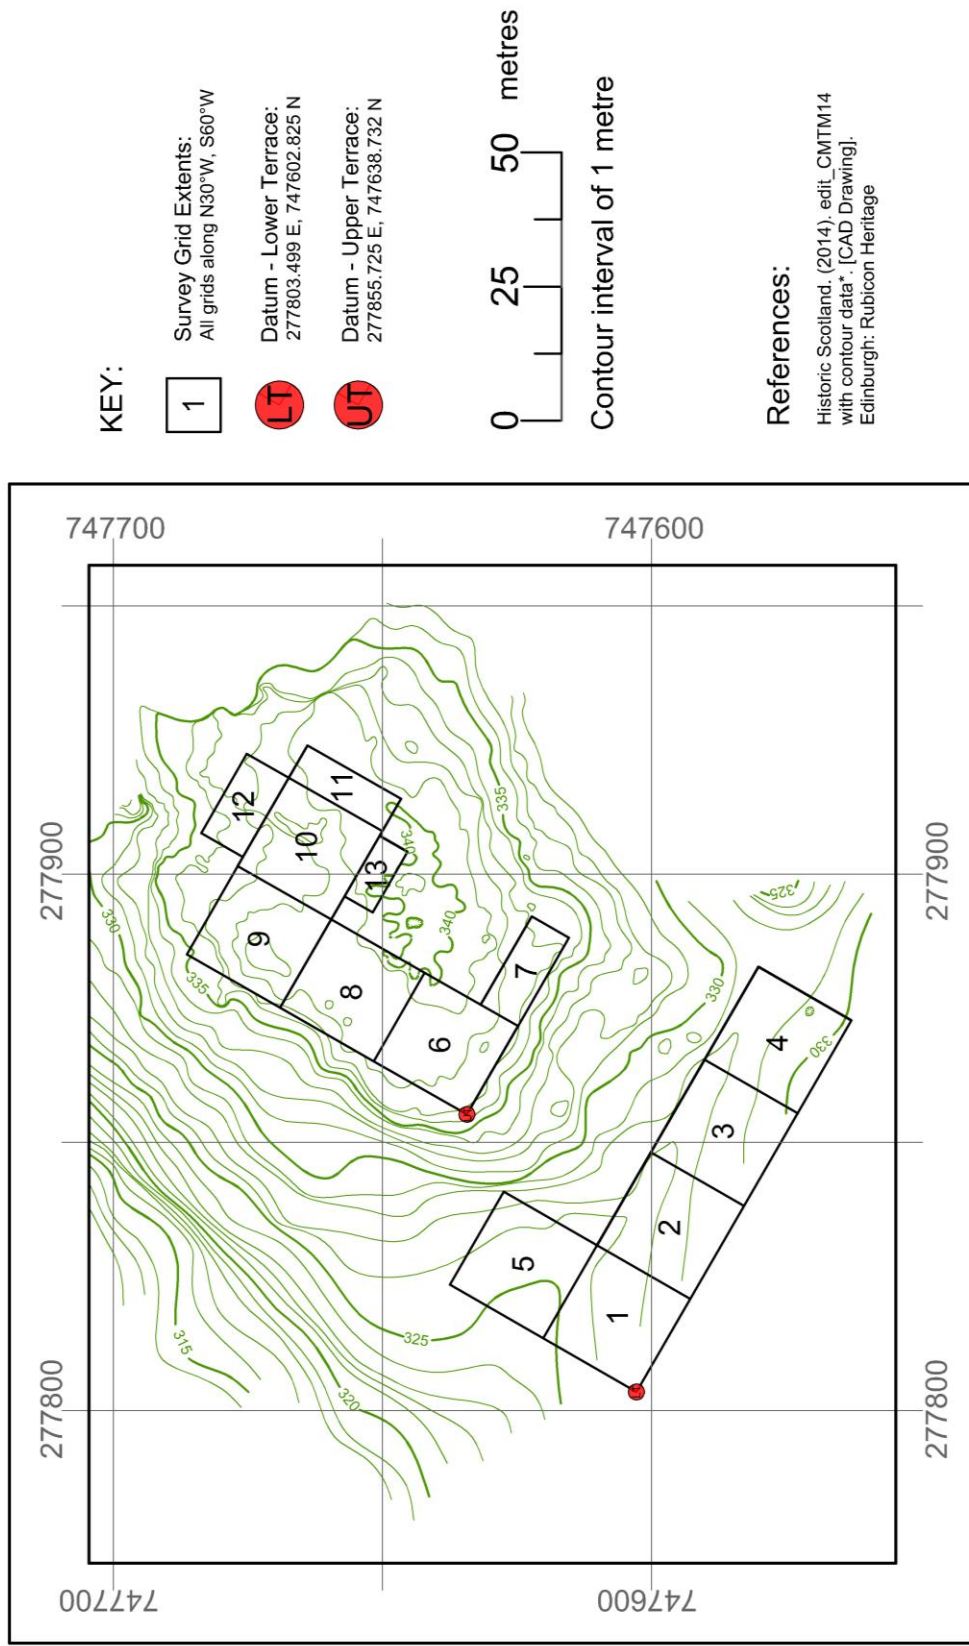 KEY:
1
Survey Grid Extents:
All grids along N30°W, S60°W
LT
Datum - Lower Terrace:
277803.499 E, 747602.825 N
UT
Datum - Upper Terrace:
277855.725 E, 747638.732 N
0 25 50 metres
Contour interval of 1 metre
References:
Historic Scotland. (2014). edit_CMTM14
with contour data*. [CAD Drawing].
Edinburgh: Rubicon Heritage
277800
277900
747700
747700
330
335
315
320
325
9
12
10
11
8
13
340
340
6
7
335
5
747600
747600
1
2
3
4
330
330
325
LT
UT
277800
277900